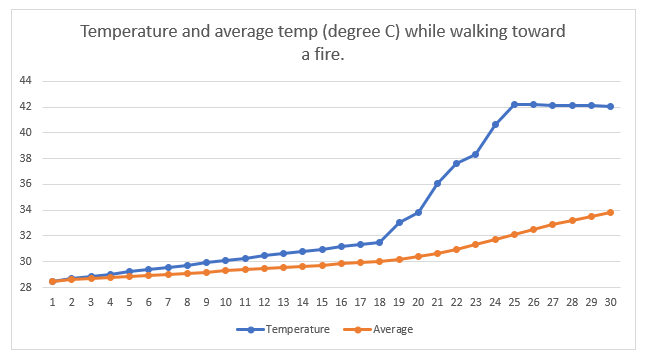 Temperature and average temp (degree C) while walking toward
a fire.
44
42
40
38
36
34
32
30
28
1 2 3 4 5 6 7 8 9 10 11 12 13 14 15 16 17 18 19 20 21 22 23 24 25 26 27 28 29 30
Temperature Average